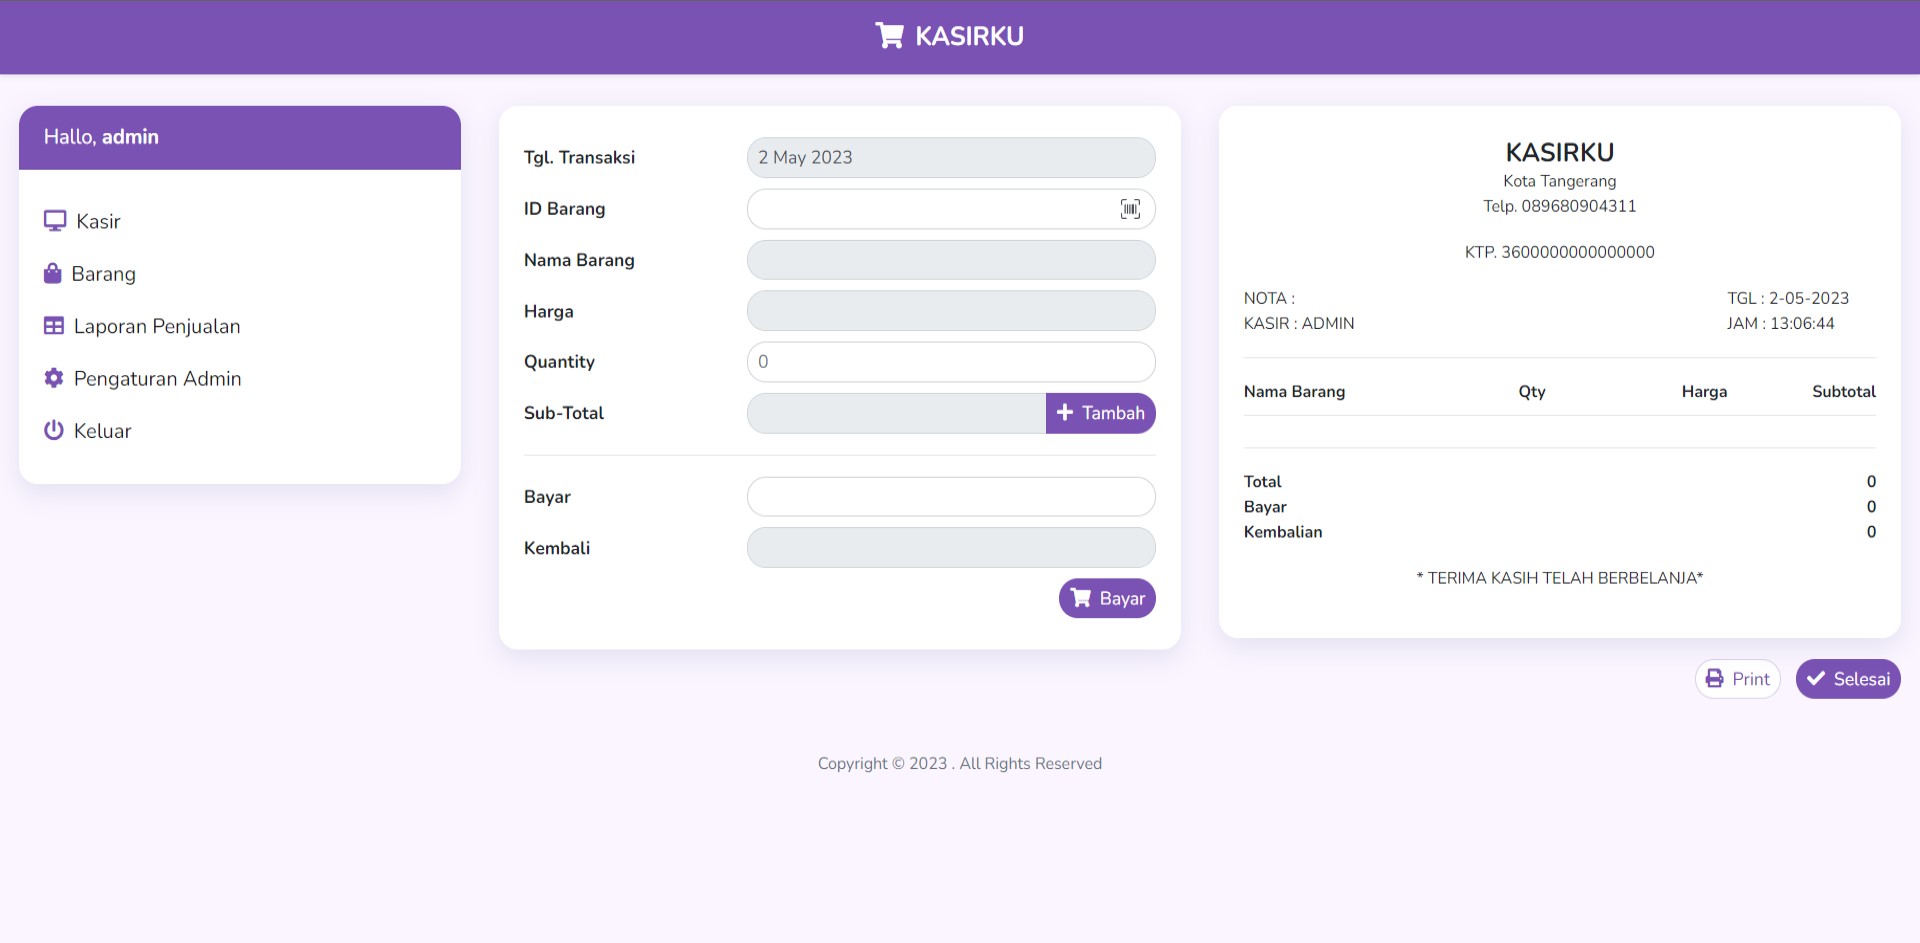 KASIRKU
Hallo, admin
Kasir
Barang
Laporan Penjualan
Pengaturan Admin
Keluar
Tgl. Transaksi 2 May 2023
ID Barang
Nama Barang
Harga
Quantity 0
Sub-Total Tambah
Bayar
Kembali
Bayar
KASIRKU
Kota Tangerang
Telp. 089680904311
KTP. 3600000000000000
NOTA : TGL : 2-05-2023
KASIR : ADMIN JAM : 13:06:44
Nama Barang Qty Harga Subtotal
Total 0
Bayar 0
Kembalian 0
* TERIMA KASIH TELAH BERBELANJA*
Print Selesai
Copyright © 2023 . All Rights Reserved